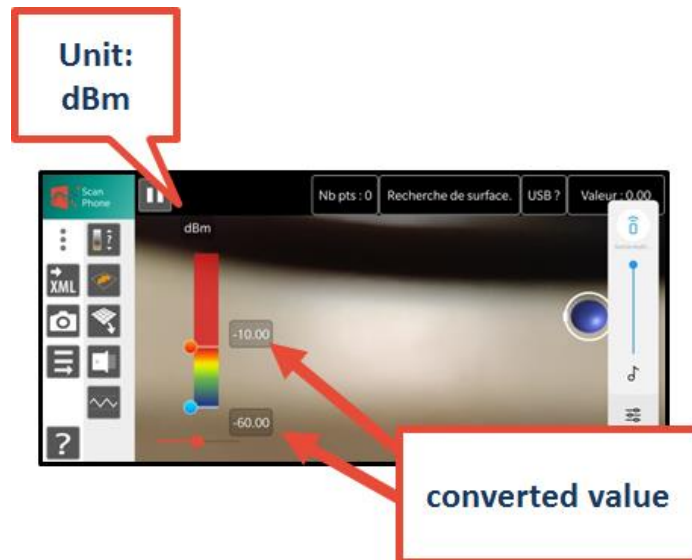 Unit:
dBm
Scan
Phone
Nb pts : 0
Recherche de surface.
USB ?
Valeur : 0.00
dBm
?
XML
-10.00
-60.00
?
converted value